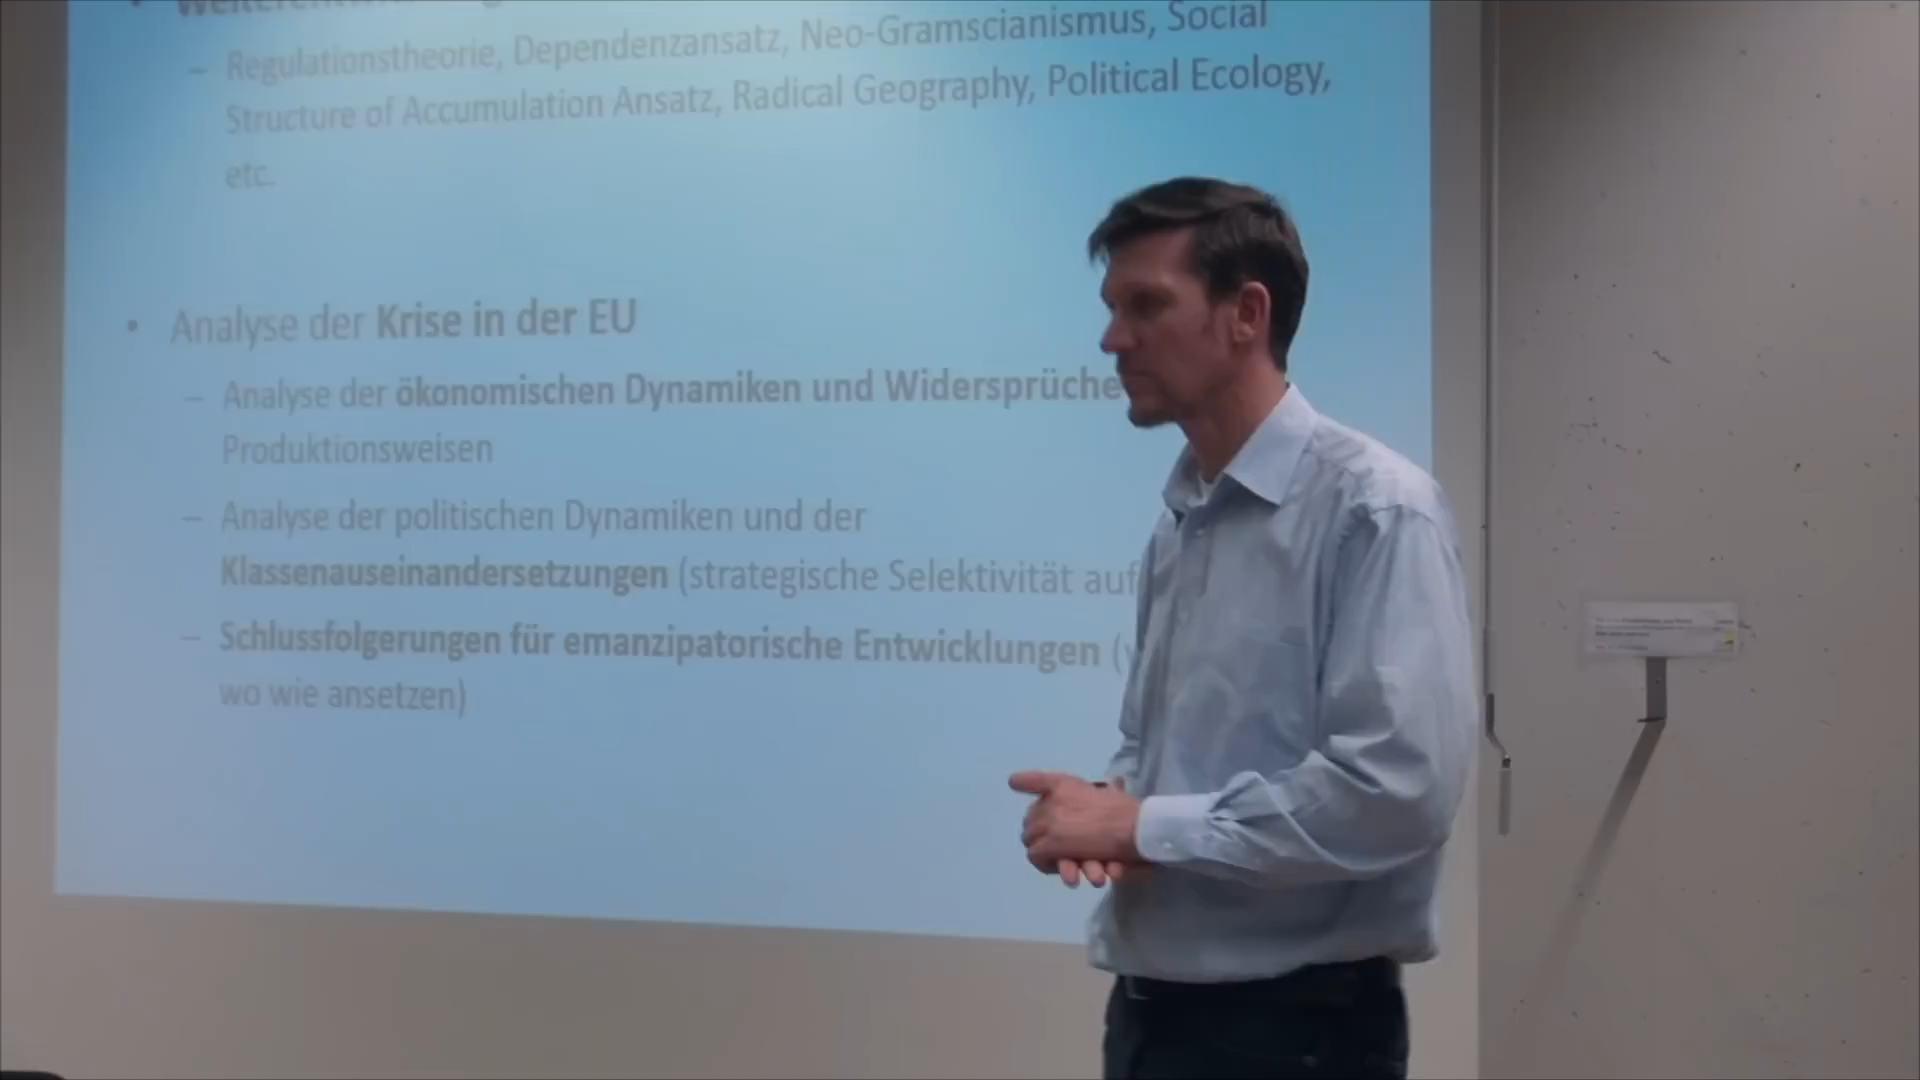 – Regulationstheorie, Dependenzansatz, Neo-Gramscianismus, Social
Structure of Accumulation Ansatz, Radical Geography, Political Ecology,
etc.
• Analyse der Krise in der EU
– Analyse der ökonomischen Dynamiken und Widersprüche
Produktionsweisen
– Analyse der politischen Dynamiken und der
Klassenauseinandersetzungen (strategische Selektivität auf
– Schlussfolgerungen für emanzipatorische Entwicklungen (
wo wie ansetzen)